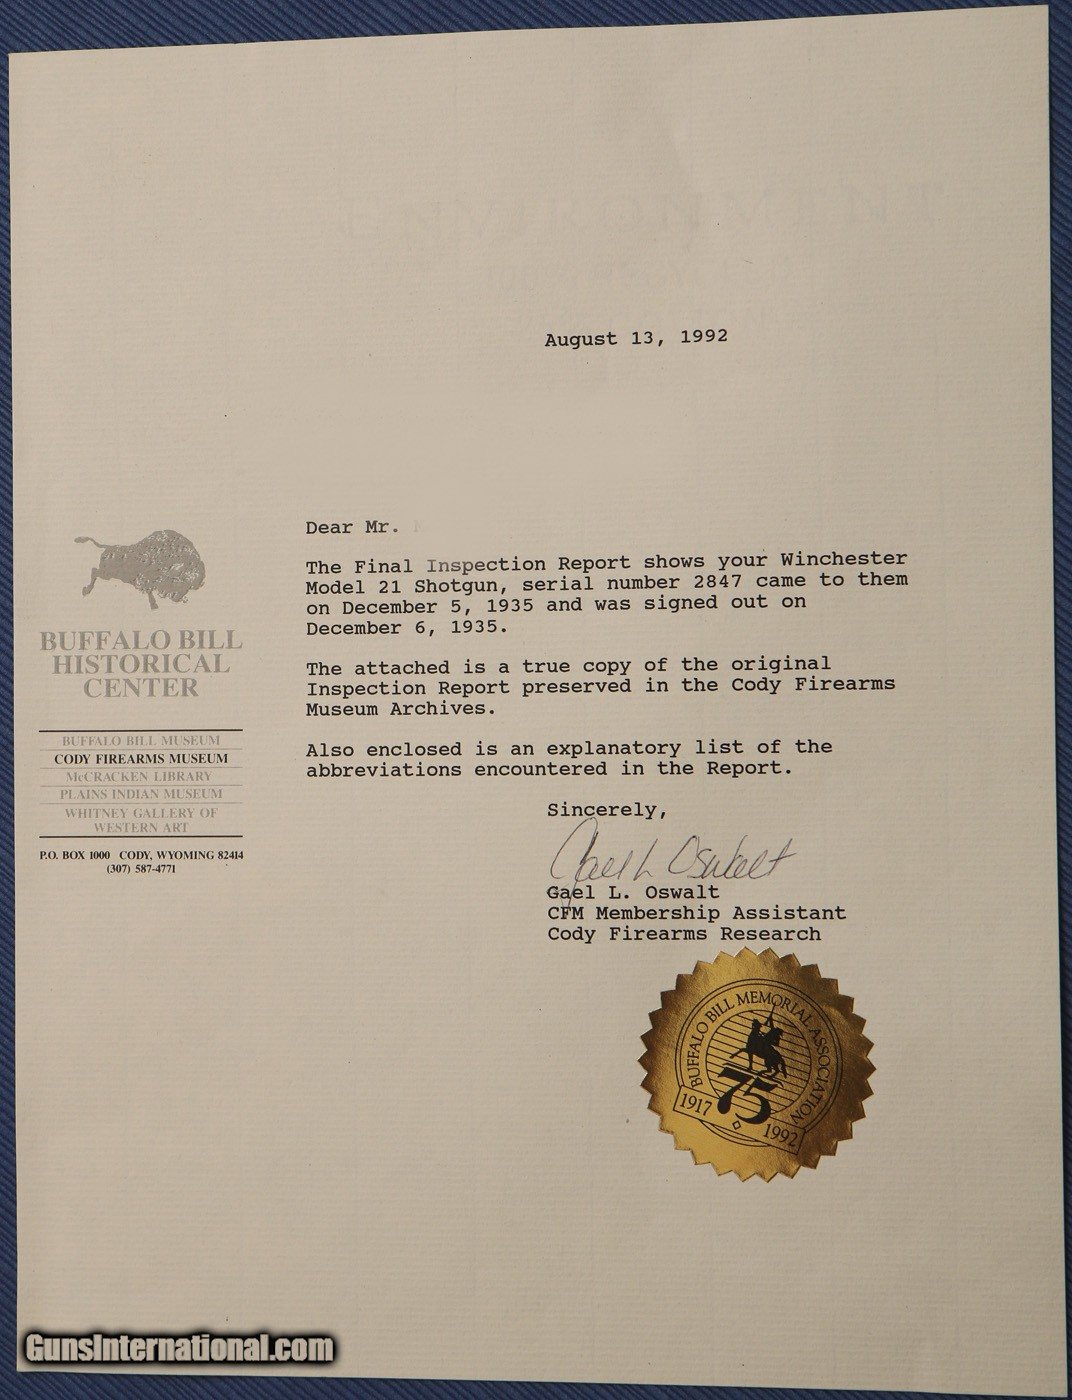 August 13, 1992
Dear Mr.
The Final Inspection Report shows your Winchester
Model 21 Shotgun, serial number 2847 came to them
on December 5, 1935 and was signed out on
December 6, 1935.
The attached is a true copy of the original
Inspection Report preserved in the Cody Firearms
Museum Archives.
Also enclosed is an explanatory list of the
abbreviations encountered in the Report.
Sincerely,
Gael L Oswalt
Gael L. Oswalt
CFM Membership Assistant
Cody Firearms Research
BUFFALO BILL
HISTORICAL
CENTER
BUFFALO BILL MUSEUM
CODY FIREARMS MUSEUM
McCRACKEN LIBRARY
PLAINS INDIAN MUSEUM
WHITNEY GALLERY OF
WESTERN ART
P.O. BOX 1000 CODY, WYOMING 82414
(307) 587-4771
BUFFALO BILL MEMORIAL ASSOCIATION
75
1917
1992
GunsInternational.com